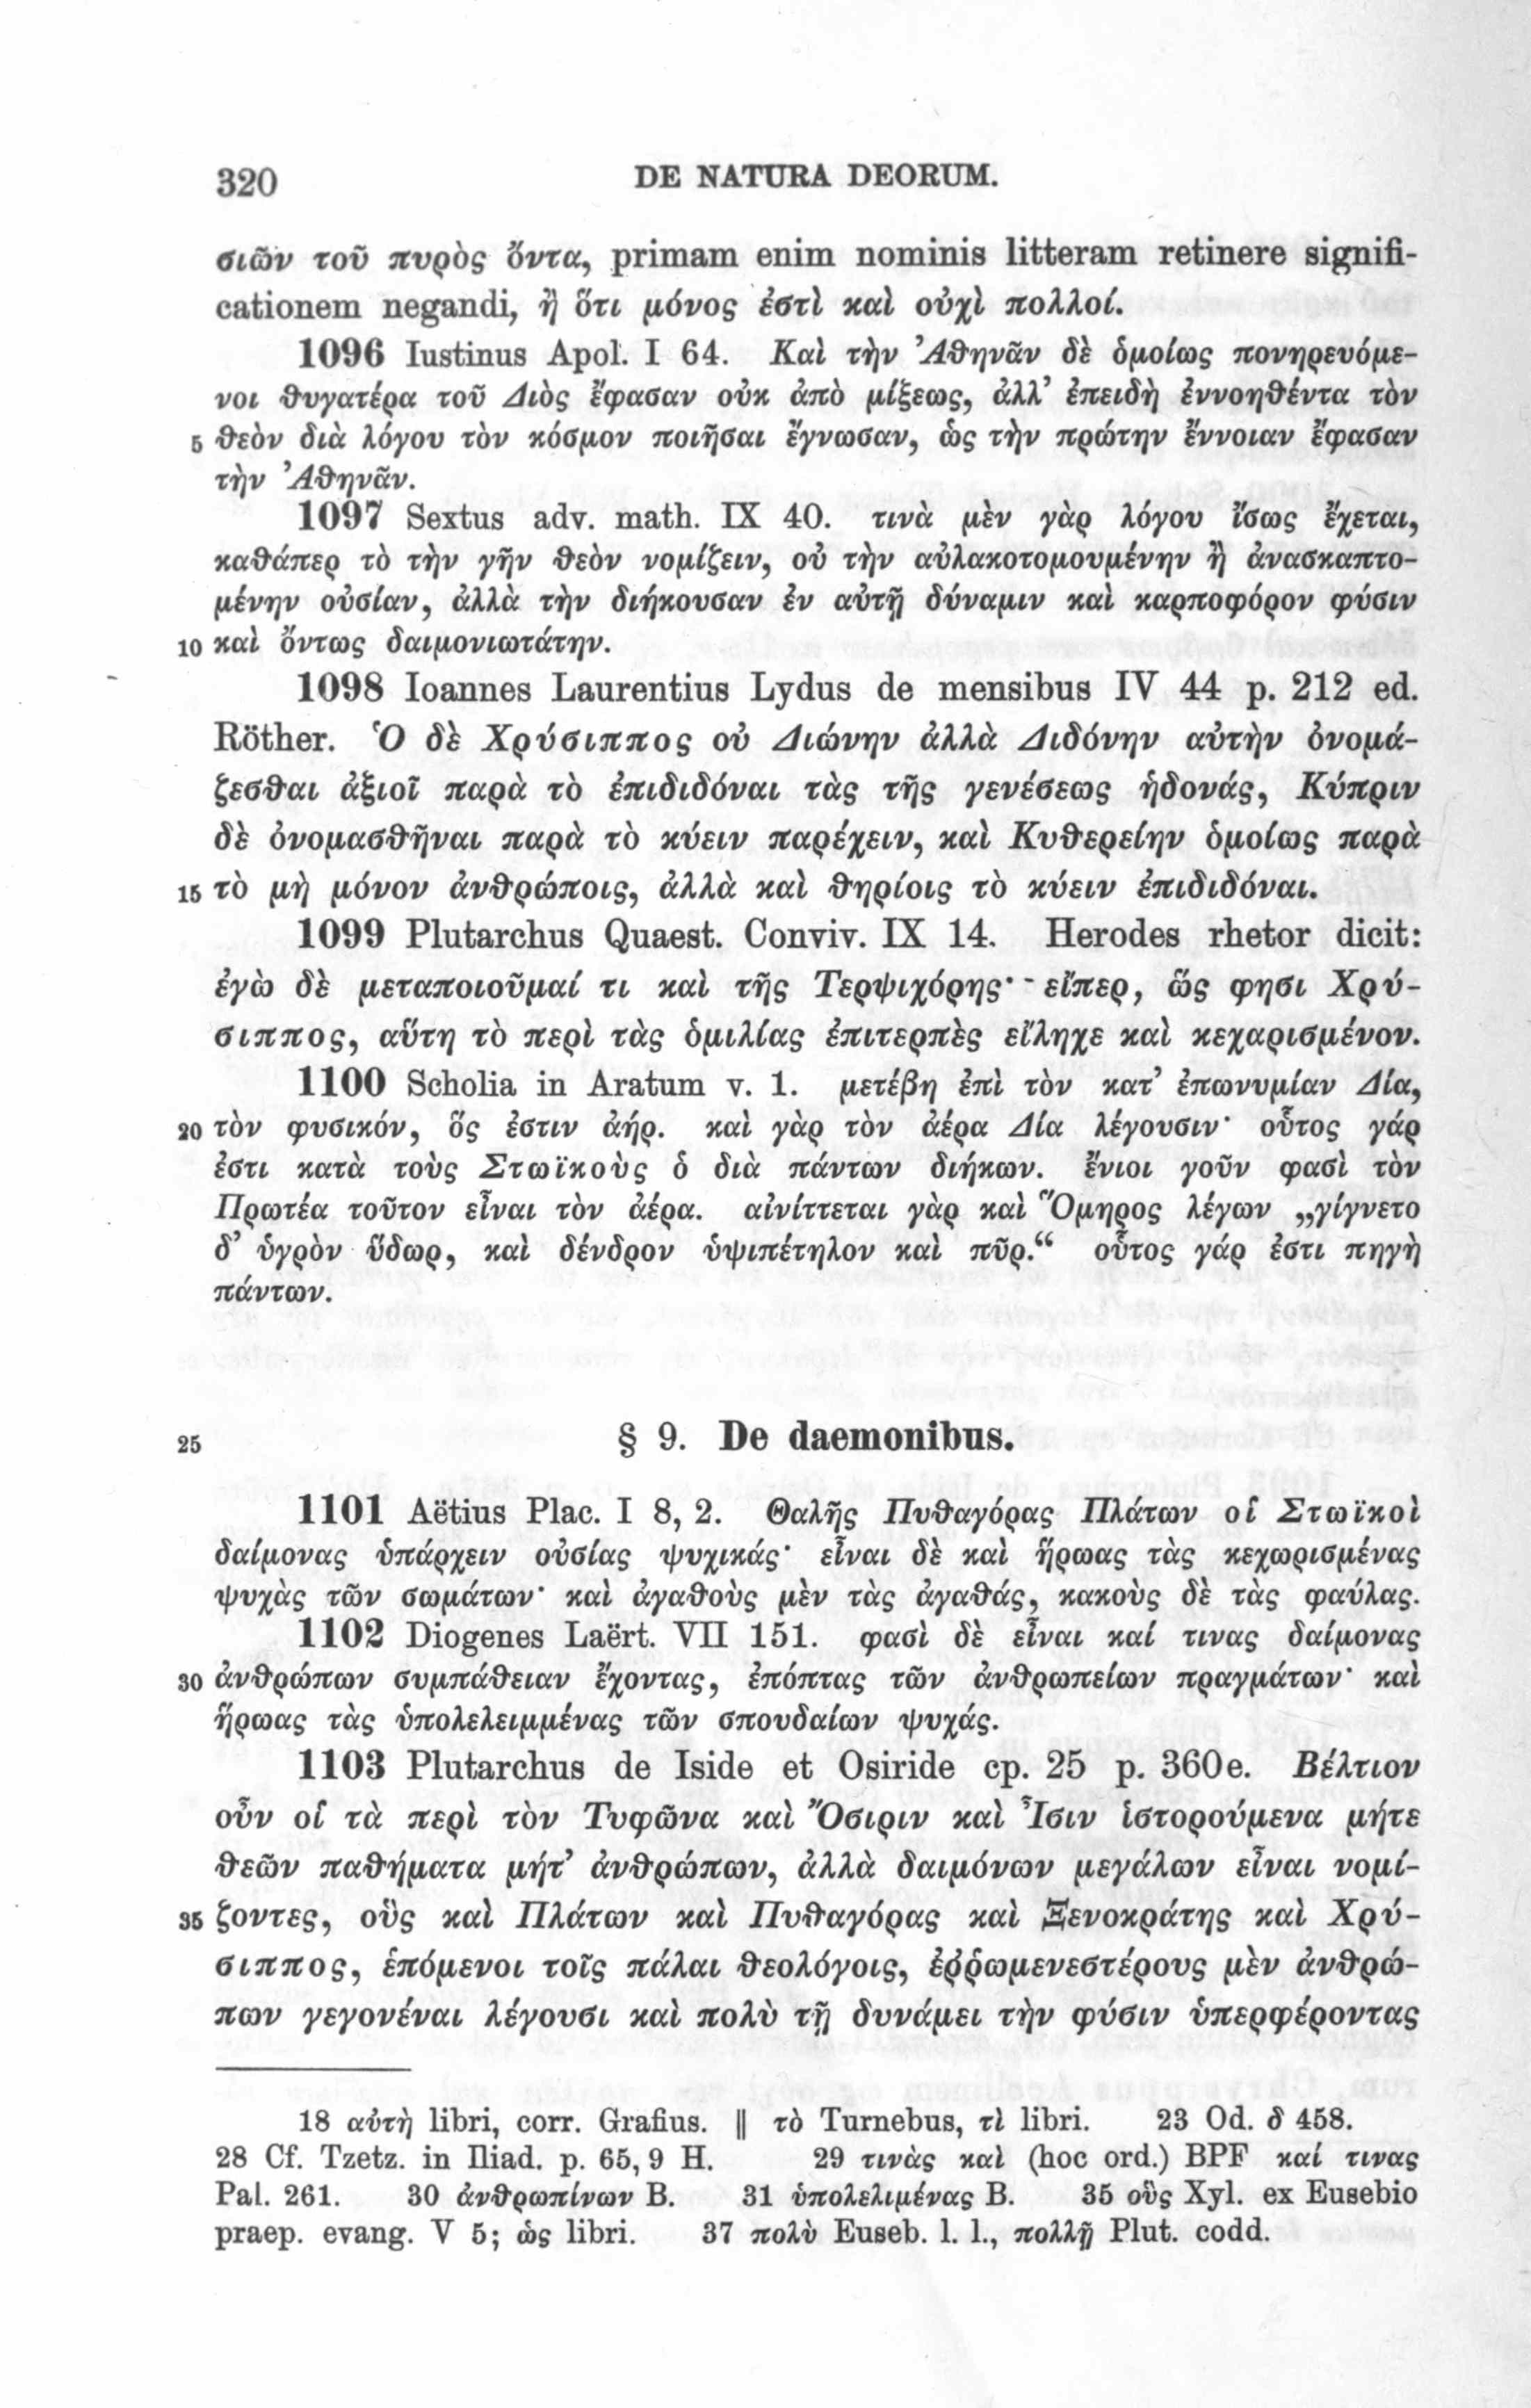 320 DE NATURA DEORUM.
σιῶν τοῦ πυρὸς ὄντα, primam enim nominis litteram retinere signifi-
cationem negandi, ἢ ὅτι μόνος ἐστὶ καὶ οὐχὶ πολλοί.
1096 Iustinus Apol. I 64. Καὶ τὴν Ἀθηνᾶν δὲ ὁμοίως πονηρευόμε-
νοι θυγατέρα τοῦ Διὸς ἔφασαν οὐκ ἀπὸ μίξεως, ἀλλ’ ἐπειδὴ ἐννοηθέντα τὸν
5 θεὸν διὰ λόγου τὸν κόσμον ποιῆσαι ἔγνωσαν, ὡς τὴν πρώτην ἔννοιαν ἔφασαν
τὴν Ἀθηνᾶν.
1097 Sextus adv. math. IX 40. τινὰ μὲν γὰρ λόγου ἴσως ἔχεται,
καθάπερ τὸ τὴν γῆν θεὸν νομίζειν, οὐ τὴν αὐλακοτομουμένην ἢ ἀνασκαπτο-
μένην οὐσίαν, ἀλλὰ τὴν διήκουσαν ἐν αὐτῇ δύναμιν καὶ καρποφόρον φύσιν
10 καὶ ὄντως δαιμονιωτάτην.
1098 Ioannes Laurentius Lydus de mensibus IV 44 p. 212 ed.
Röther. Ὁ δὲ Χρύσιππος οὐ Διώνην ἀλλὰ Διδόνην αὐτὴν ὀνομά-
ζεσθαι ἀξιοῖ παρὰ τὸ ἐπιδιδόναι τὰς τῆς γενέσεως ἡδονάς, Κύπριν
δὲ ὀνομασθῆναι παρὰ τὸ κύειν παρέχειν, καὶ Κυθερείην ὁμοίως παρὰ
15 τὸ μὴ μόνον ἀνθρώποις, ἀλλὰ καὶ θηρίοις τὸ κύειν ἐπιδιδόναι.
1099 Plutarchus Quaest. Conviv. IX 14. Herodes rhetor dicit:
ἐγὼ δὲ μεταποιοῦμαί τι καὶ τῆς Τερψιχόρης· εἴπερ, ὥς φησι Χρύ-
σιππος, αὕτη τὸ περὶ τὰς ὁμιλίας ἐπιτερπὲς εἴληχε καὶ κεχαρισμένον.
1100 Scholia in Aratum v. 1. μετέβη ἐπὶ τὸν κατ’ ἐπωνυμίαν Δία,
20 τὸν φυσικόν, ὅς ἐστιν ἀήρ. καὶ γὰρ τὸν ἀέρα Δία λέγουσιν· οὗτος γάρ
ἐστι κατὰ τοὺς Στωϊκοὺς ὁ διὰ πάντων διήκων. ἔνιοι γοῦν φασὶ τὸν
Πρωτέα τοῦτον εἶναι τὸν ἀέρα. αἰνίττεται γὰρ καὶ Ὅμηρος λέγων „γίγνετο
δ’ ὑγρὸν ὕδωρ, καὶ δένδρον ὑψιπέτηλον καὶ πῦρ.“ οὗτος γάρ ἐστι πηγὴ
πάντων.
25 § 9. De daemonibus.
1101 Aëtius Plac. I 8, 2. Θαλῆς Πυθαγόρας Πλάτων οἱ Στωϊκοὶ
δαίμονας ὑπάρχειν οὐσίας ψυχικάς· εἶναι δὲ καὶ ἥρωας τὰς κεχωρισμένας
ψυχὰς τῶν σωμάτων· καὶ ἀγαθοὺς μὲν τὰς ἀγαθάς, κακοὺς δὲ τὰς φαύλας.
1102 Diogenes Laërt. VII 151. φασὶ δὲ εἶναι καί τινας δαίμονας
30 ἀνθρώπων συμπάθειαν ἔχοντας, ἐπόπτας τῶν ἀνθρωπείων πραγμάτων· καὶ
ἥρωας τὰς ὑπολελειμμένας τῶν σπουδαίων ψυχάς.
1103 Plutarchus de Iside et Osiride cp. 25 p. 360e. Βέλτιον
οὖν οἱ τὰ περὶ τὸν Τυφῶνα καὶ Ὄσιριν καὶ Ἶσιν ἱστορούμενα μήτε
θεῶν παθήματα μήτ’ ἀνθρώπων, ἀλλὰ δαιμόνων μεγάλων εἶναι νομί-
35 ζοντες, οὓς καὶ Πλάτων καὶ Πυθαγόρας καὶ Ξενοκράτης καὶ Χρύ-
σιππος, ἑπόμενοι τοῖς πάλαι θεολόγοις, ἐῤῥωμενεστέρους μὲν ἀνθρώ-
πων γεγονέναι λέγουσι καὶ πολὺ τῇ δυνάμει τὴν φύσιν ὑπερφέροντας
18 αὐτὴ libri, corr. Grafius. || τὸ Turnebus, τὶ libri. 23 Od. δ 458.
28 Cf. Tzetz. in Iliad. p. 65, 9 H. 29 τινὰς καὶ (hoc ord.) BPF καί τινας
Pal. 261. 30 ἀνθρωπίνων B. 31 ὑπολελιμένας B. 35 οὓς Xyl. ex Eusebio
praep. evang. V 5; ὡς libri. 37 πολὺ Euseb. l. l., πολλῇ Plut. codd.